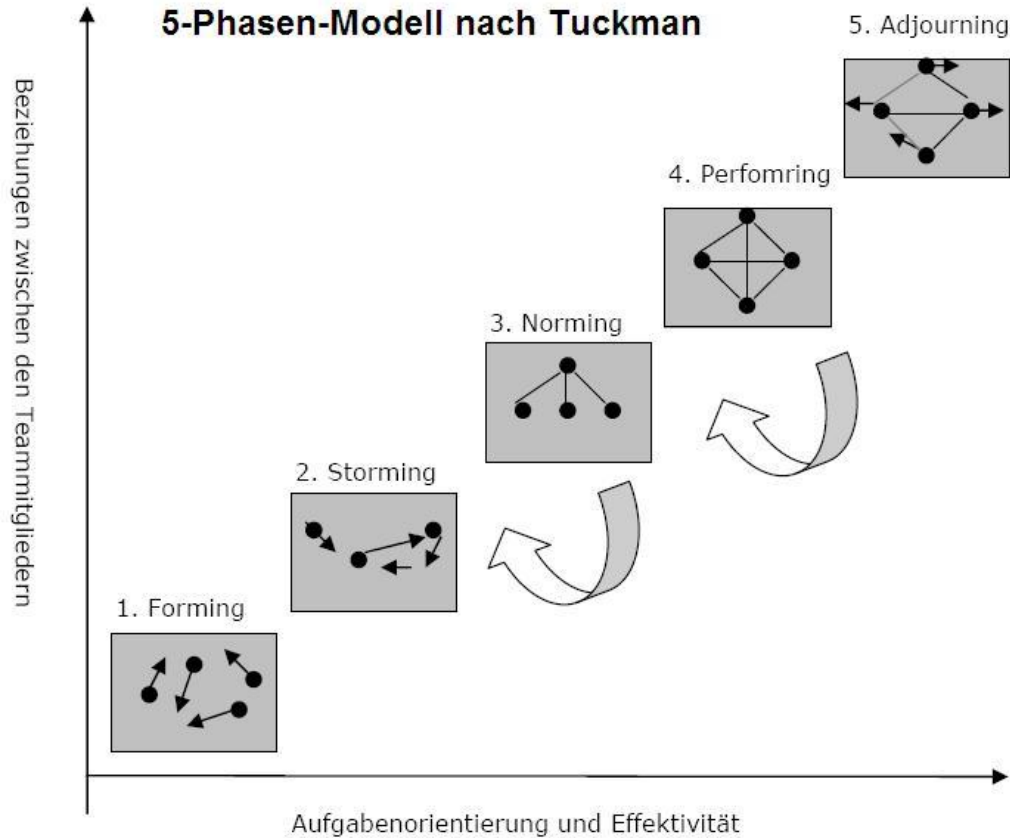 5-Phasen-Modell nach Tuckman
5. Adjourning
4. Perfomring
3. Norming
2. Storming
1. Forming
Beziehungen zwischen den Teammitgliedern
Aufgabenorientierung und Effektivität